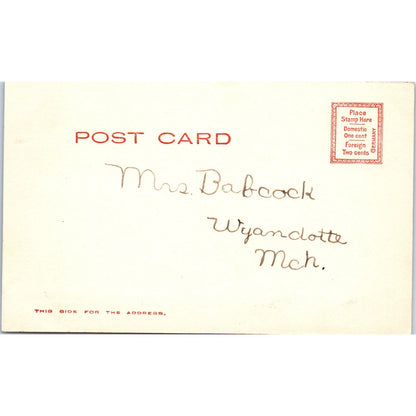 POST CARD
Place
Stamp Here
Domestic
One cent
Foreign
Two cents
GERMANY
Mrs. Babcock
Wyandotte
Mch.
THIS SIDE FOR THE ADDRESS.